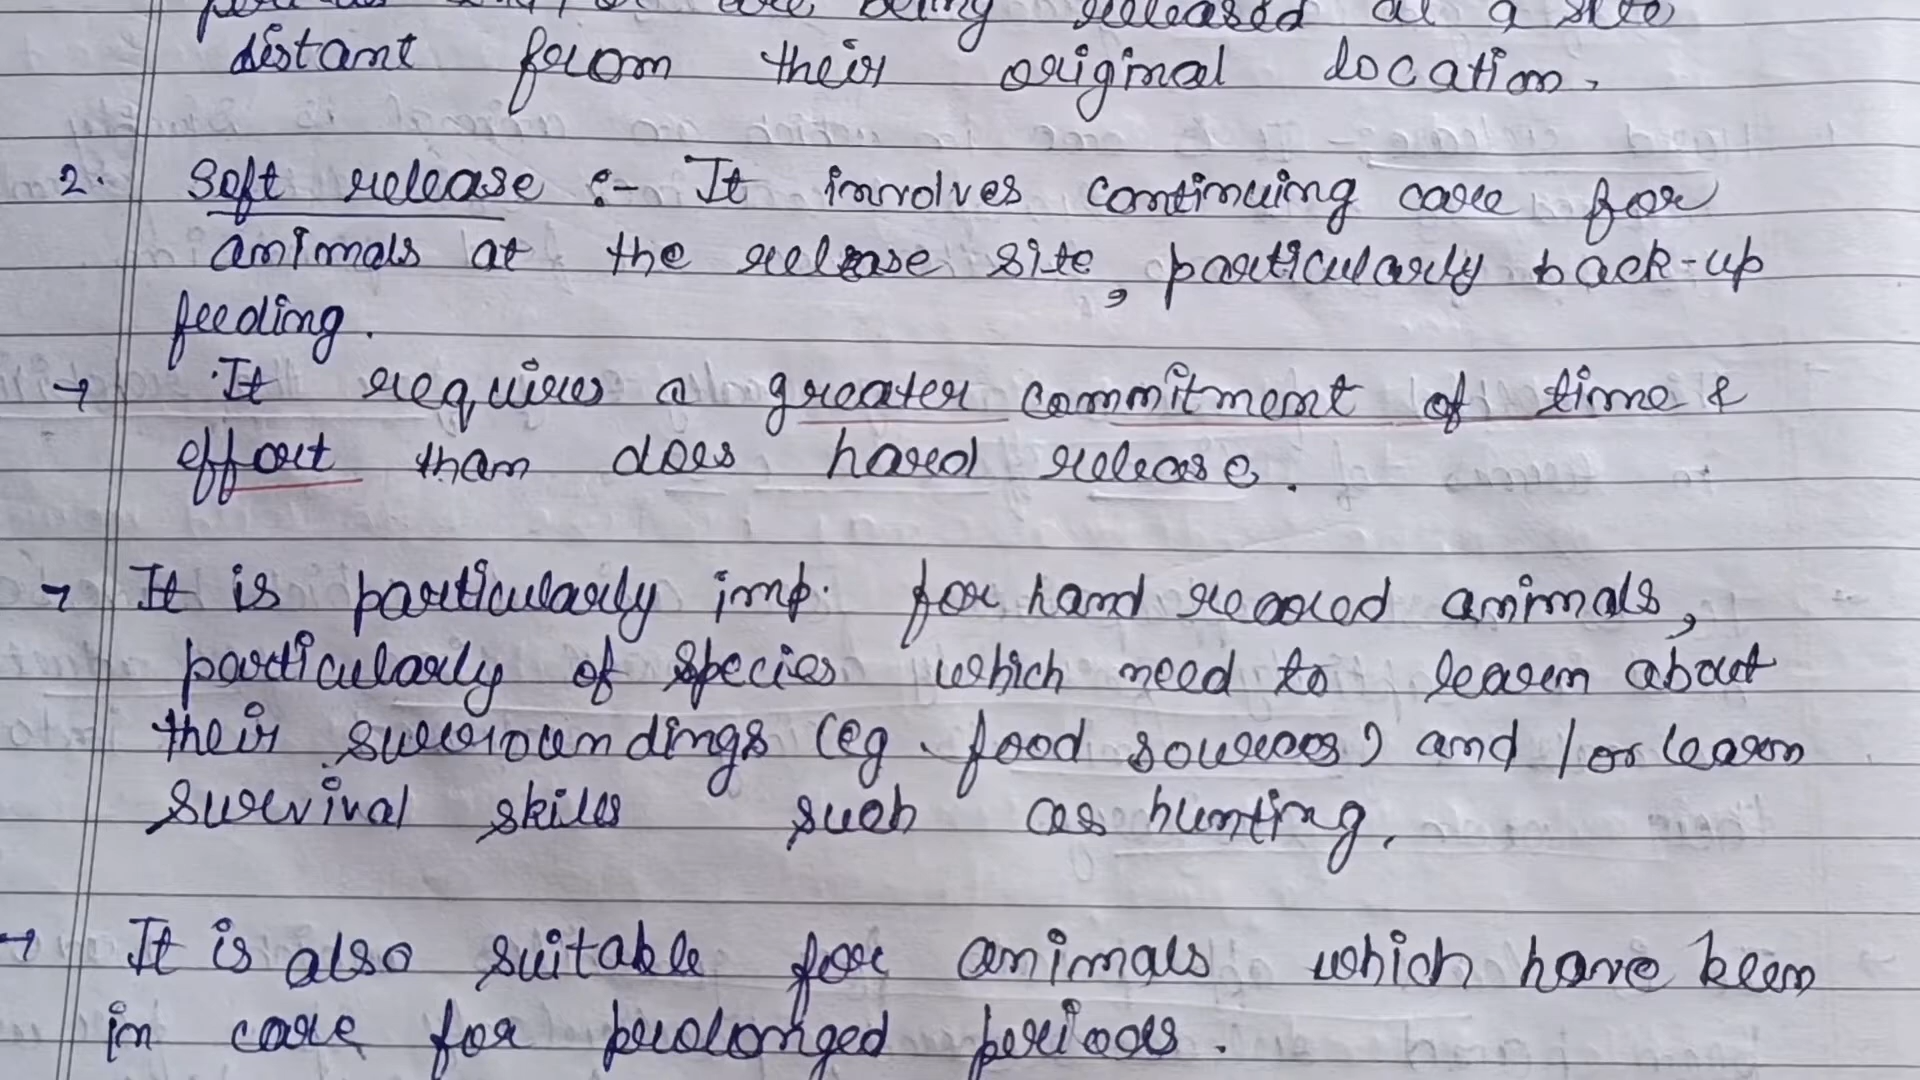 being released at a site
distant from their original location.
2. Soft release :- It involves continuing care for
animals at the release site, particularly back-up
feeding.
→ It requires a greater commitment of time &
effort than does hard release.
→ It is particularly imp. for hand reared animals,
particularly of species which need to learn about
their surroundings (eg. food sources) and /or learn
survival skills such as hunting.
→ It is also suitable for animals which have been
in care for prolonged periods.